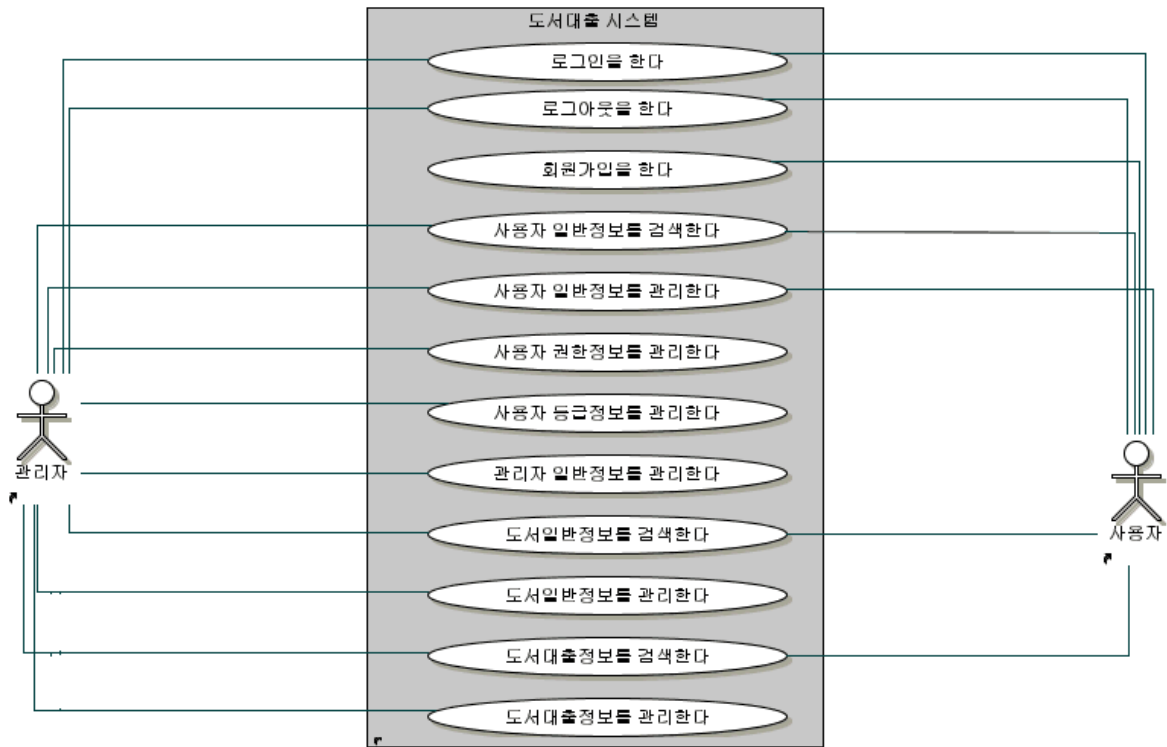 도서대출 시스템
로그인을 한다
로그아웃을 한다
회원가입을 한다
사용자 일반정보를 검색한다
사용자 일반정보를 관리한다
사용자 권한정보를 관리한다
사용자 등급정보를 관리한다
관리자
관리자 일반정보를 관리한다
도서일반정보를 검색한다
사용자
도서일반정보를 관리한다
도서대출정보를 검색한다
도서대출정보를 관리한다